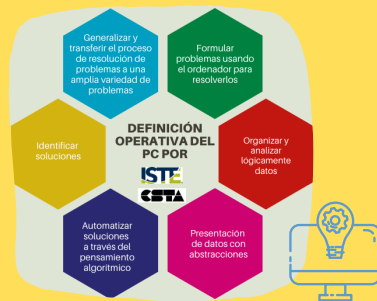 Generalizar y
transferir el proceso
de resolución de
problemas a una
amplia variedad de
problemas
Formular
problemas usando
el ordenador para
resolverlos
Identificar
soluciones
DEFINICIÓN
OPERATIVA DEL
PC POR
ISTE
CSTA
Organizar y
analizar
lógicamente
datos
Automatizar
soluciones
a través del
pensamiento
algorítmico
Presentación
de datos con
abstracciones